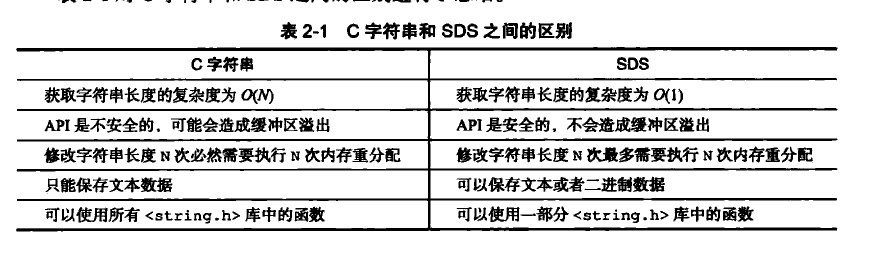 表 2-1 C 字符串和 SDS 之间的区别
C 字符串 SDS
获取字符串长度的复杂度为 O(N) 获取字符串长度的复杂度为 O(1)
API 是不安全的，可能会造成缓冲区溢出 API 是安全的，不会造成缓冲区溢出
修改字符串长度 N 次必然需要执行 N 次内存重分配 修改字符串长度 N 次最多需要执行 N 次内存重分配
只能保存文本数据 可以保存文本或者二进制数据
可以使用所有 <string.h> 库中的函数 可以使用一部分 <string.h> 库中的函数